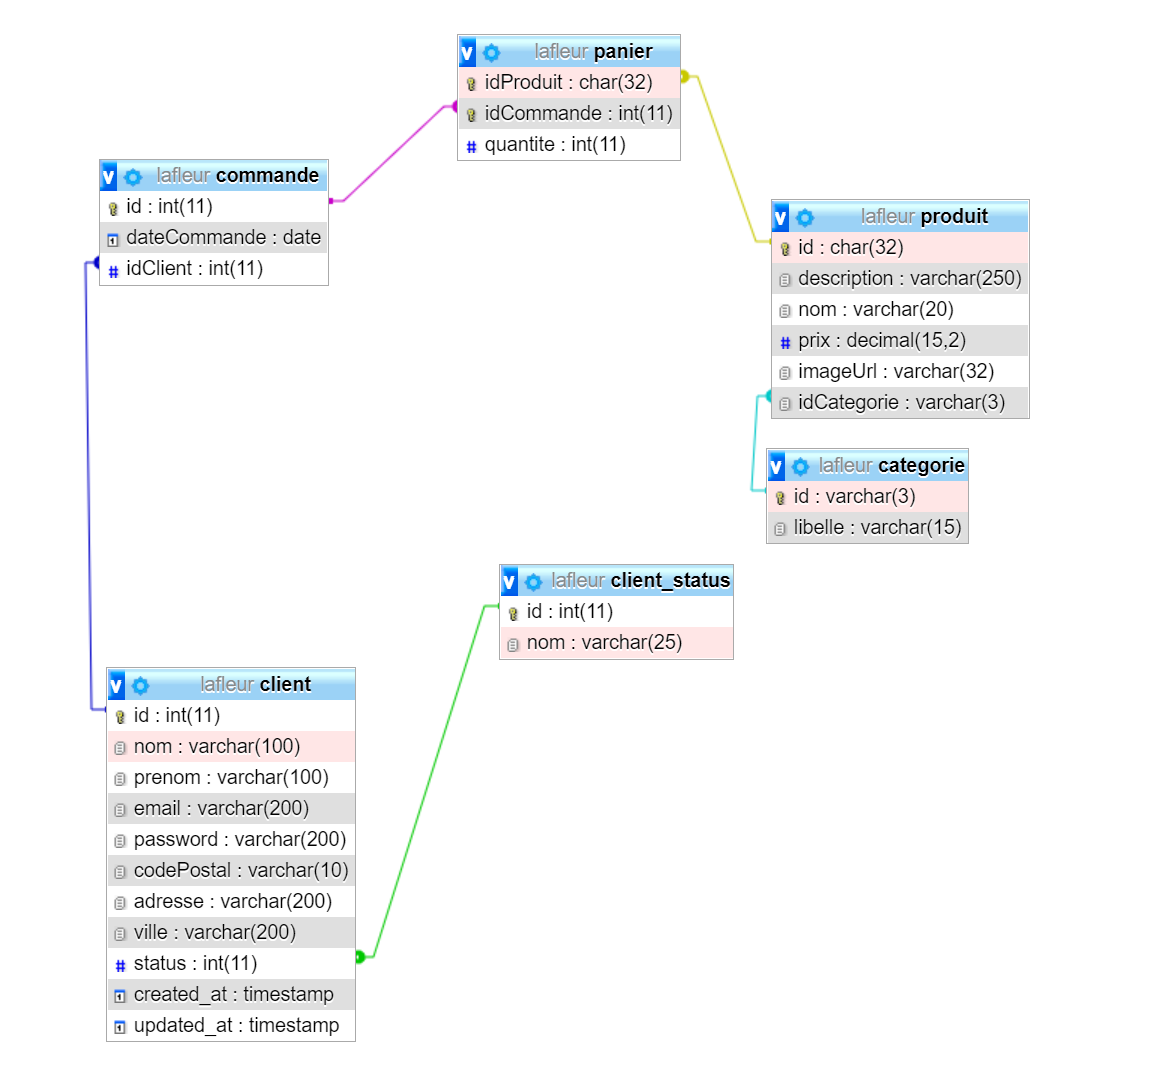 lafleur panier
idProduit : char(32)
idCommande : int(11)
# quantite : int(11)
lafleur commande
id : int(11)
dateCommande : date
# idClient : int(11)
lafleur produit
id : char(32)
description : varchar(250)
nom : varchar(20)
# prix : decimal(15,2)
imageUrl : varchar(32)
idCategorie : varchar(3)
lafleur categorie
id : varchar(3)
libelle : varchar(15)
lafleur client_status
id : int(11)
nom : varchar(25)
lafleur client
id : int(11)
nom : varchar(100)
prenom : varchar(100)
email : varchar(200)
password : varchar(200)
codePostal : varchar(10)
adresse : varchar(200)
ville : varchar(200)
# status : int(11)
created_at : timestamp
updated_at : timestamp